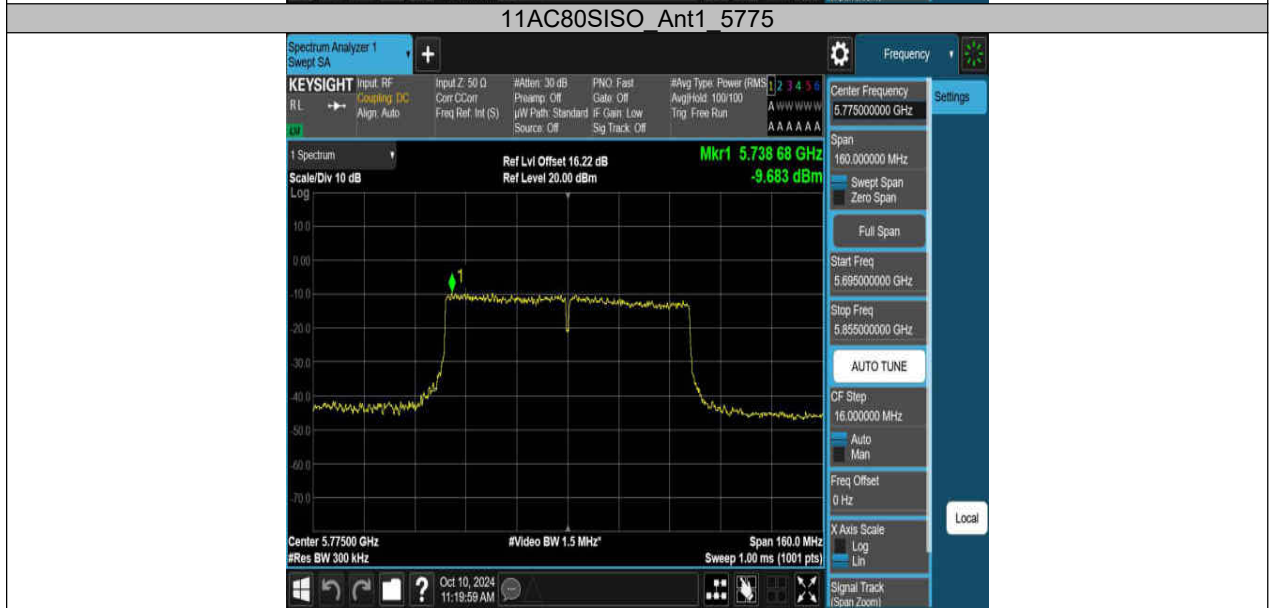 11AC80SISO_Ant1_5775
Spectrum Analyzer 1
Swept SA
+
Frequency
KEYSIGHT
RL
Input: RF
Coupling: DC
Align: Auto
Input Z: 50 Ω
Corr CCorr
Freq Ref: Int (S)
#Atten: 30 dB
Preamp: Off
µW Path: Standard
Source: Off
PNO: Fast
Gate: Off
IF Gain: Low
Sig Track: Off
#Avg Type: Power (RMS
Avg|Hold: 100/100
Trig: Free Run
1 2 3 4 5 6
A W W W W W
A A A A A A
Center Frequency
5.775000000 GHz
Settings
Span
160.000000 MHz
Swept Span
Zero Span
Full Span
Start Freq
5.695000000 GHz
Stop Freq
5.855000000 GHz
AUTO TUNE
CF Step
16.000000 MHz
Auto
Man
Freq Offset
0 Hz
X Axis Scale
Log
Lin
Signal Track
(Span Zoom)
Local
1 Spectrum
Scale/Div 10 dB
Log
Ref Lvl Offset 16.22 dB
Ref Level 20.00 dBm
Mkr1 5.738 68 GHz
-9.683 dBm
10.0
0.00
-10.0
-20.0
-30.0
-40.0
-50.0
-60.0
-70.0
1
Center 5.77500 GHz
#Res BW 300 kHz
#Video BW 1.5 MHz*
Span 160.0 MHz
Sweep 1.00 ms (1001 pts)
?
Oct 10, 2024
11:19:59 AM